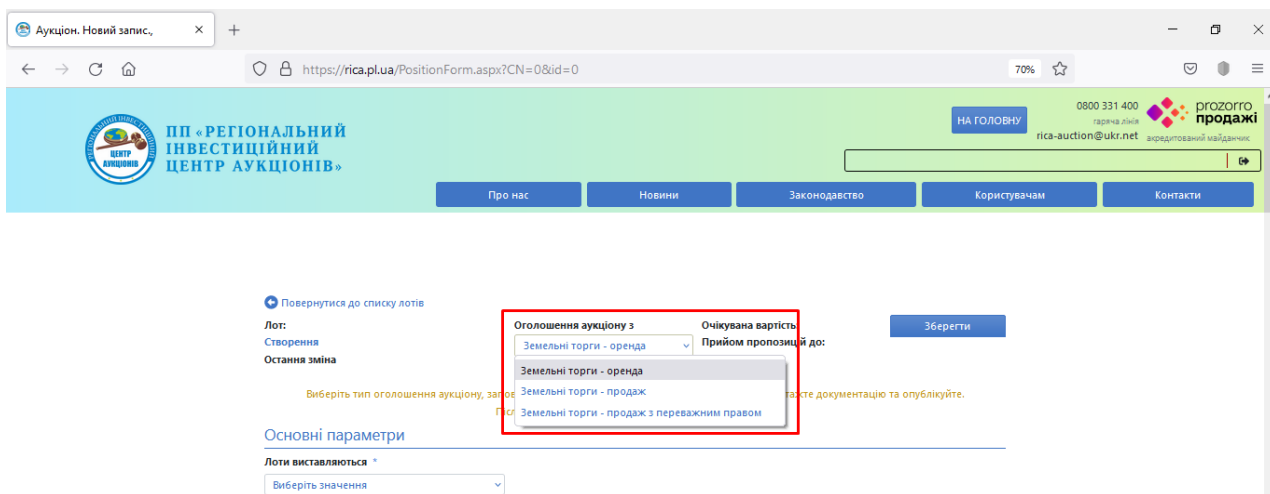 Аукціон. Новий запис.,
https://rica.pl.ua/PositionForm.aspx?CN=0&id=0
70%
ПП «РЕГІОНАЛЬНИЙ
ІНВЕСТИЦІЙНИЙ
ЦЕНТР АУКЦІОНІВ»
ЦЕНТР
АУКЦІОНІВ
НА ГОЛОВНУ
0800 331 400
гаряча лінія
rica-auction@ukr.net
prozorro
продажі
акредитований майданчик
Про нас Новини Законодавство Користувачам Контакти
Повернутися до списку лотів
Лот: Оголошення аукціону з Очікувана вартість Зберегти
Створення Земельні торги - оренда Прийом пропозицій до:
Остання зміна
Земельні торги - оренда
Виберіть тип оголошення аукціону, Земельні торги - продаж документацію та опублікуйте.
Земельні торги - продаж з переважним правом
Основні параметри
Лоти виставляються *
Виберіть значення